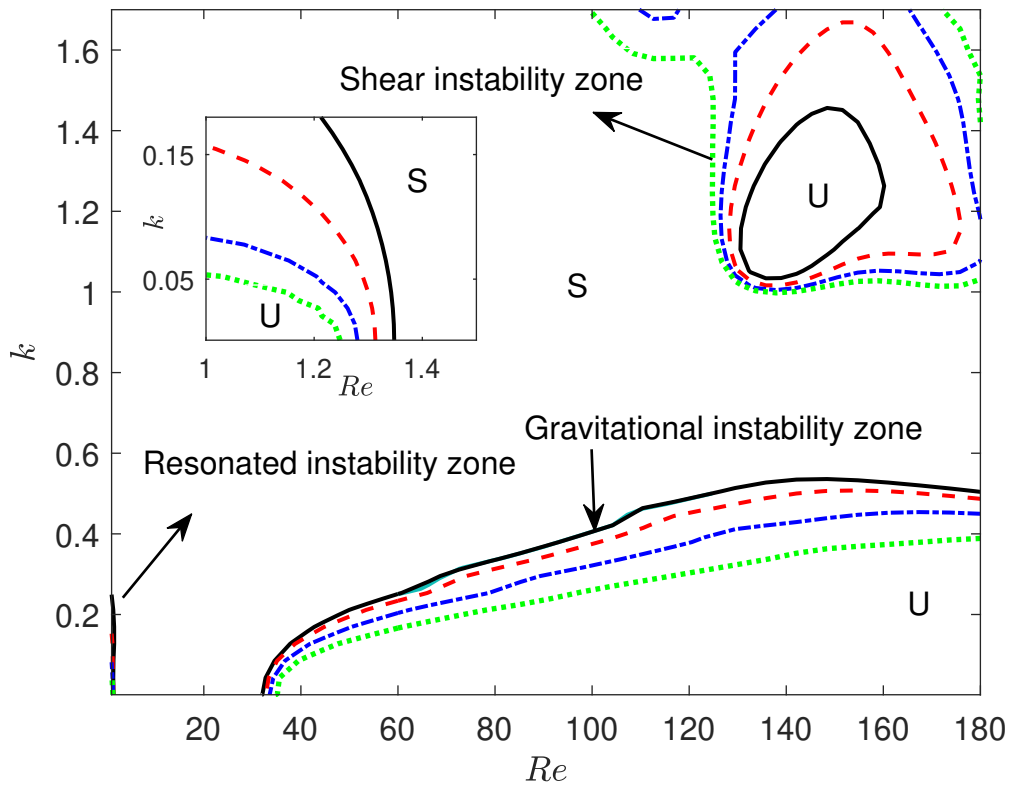 1.6
1.4
1.2
1
0.8
0.6
0.4
0.2
k
Shear instability zone
0.15
0.05
k
S
U
1
1.2
1.4
Re
U
S
Resonated instability zone
Gravitational instability zone
U
20
40
60
80
100
120
140
160
180
Re